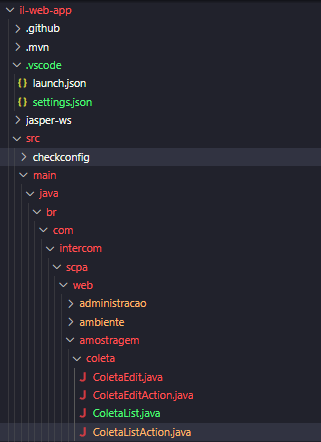 il-web-app
.github
.mvn
.vscode
{} launch.json
{} settings.json
jasper-ws
src
checkconfig
main
java
br
com
intercom
scpa
web
administracao
ambiente
amostragem
coleta
J ColetaEdit.java
J ColetaEditAction.java
J ColetaList.java
J ColetaListAction.java